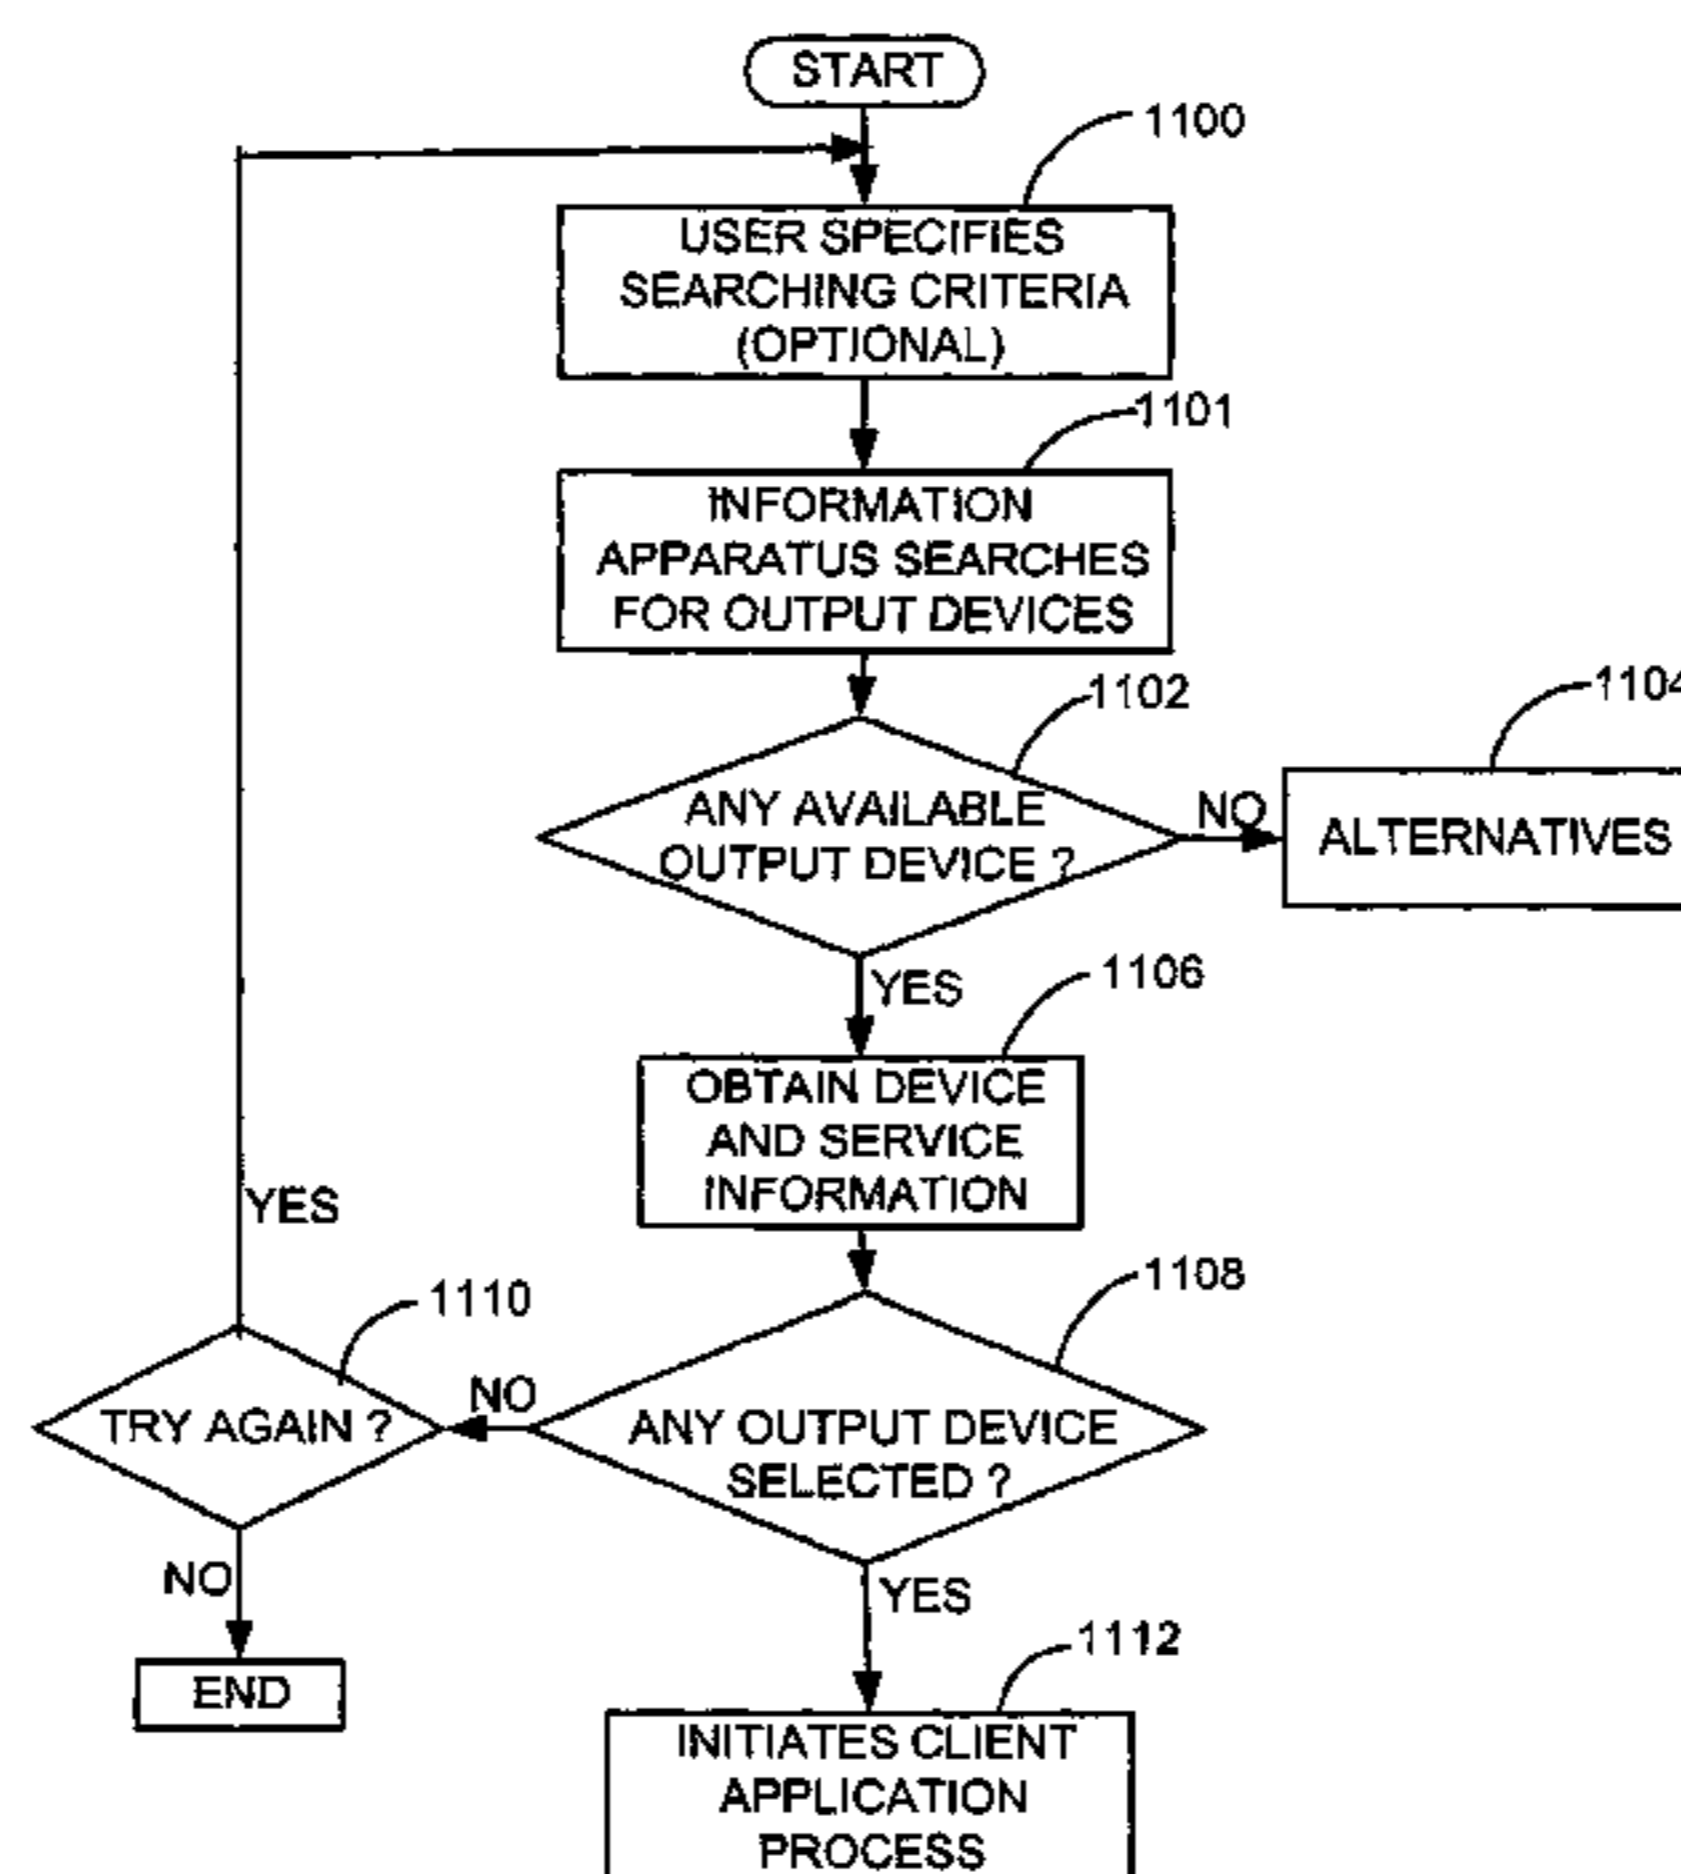 START
1100
USER SPECIFIES
SEARCHING CRITERIA
(OPTIONAL)
1101
INFORMATION
APPARATUS SEARCHES
FOR OUTPUT DEVICES
1102
1104
ANY AVAILABLE
OUTPUT DEVICE ?
NO
ALTERNATIVES
YES
1106
OBTAIN DEVICE
AND SERVICE
INFORMATION
YES
1108
1110
NO
TRY AGAIN ?
ANY OUTPUT DEVICE
SELECTED ?
NO
YES
1112
END
INITIATES CLIENT
APPLICATION
PROCESS